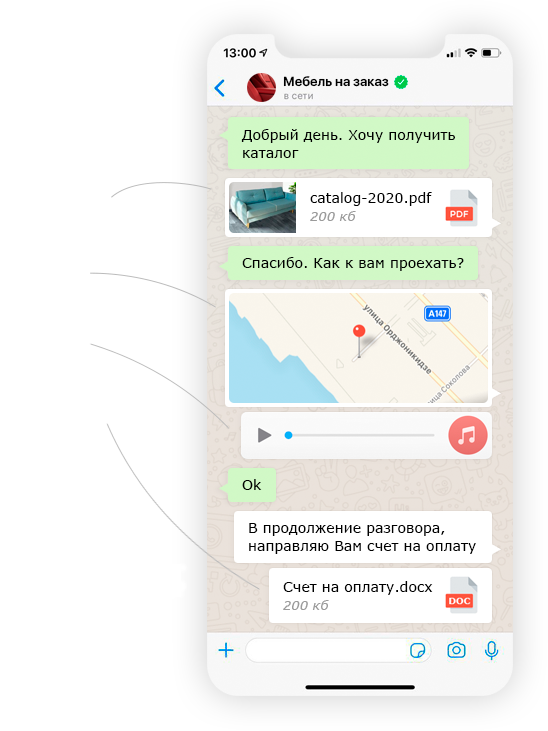 13:00
Мебель на заказ
в сети
Добрый день. Хочу получить
каталог
catalog-2020.pdf
200 кб
PDF
Спасибо. Как к вам проехать?
A147
улица Орджоникидзе
улица Соколова
Ok
В продолжение разговора,
направляю Вам счет на оплату
Счет на оплату.docx
200 кб
DOC